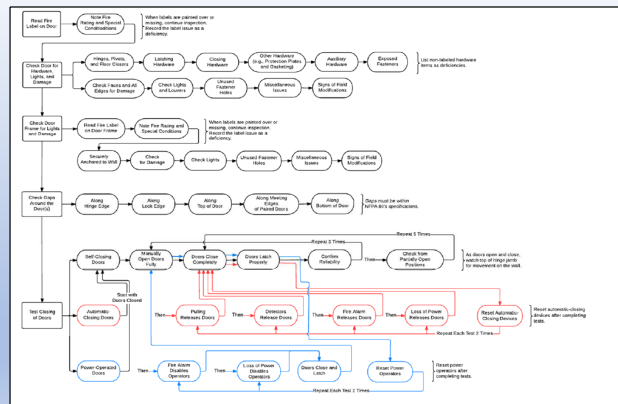 Read Fire
Label on Door
Note Fire
Rating and Special
Conditions
When labels are painted over or
missing, continue inspection.
Record the label issue as a
deficiency.
Check Door for
Hardware,
Lights, and
Damage
Hinges, Pivots,
and Floor Closers
Latching
Hardware
Closing
Hardware
Other Hardware
(e.g., Protection Plates
and Gasketing)
Auxiliary
Hardware
Exposed
Fasteners
List non-labeled hardware
items as deficiencies.
Check Faces and All
Edges for Damage
Check Lights
and Louvers
Unused
Fastener
Holes
Miscellaneous
Issues
Signs of Field
Modifications
Check Door
Frame for Lights
and Damage
Read Fire Label
on Door Frame
Note Fire Rating and
Special Conditions
When labels are painted over or
missing, continue inspection.
Record the label issue as a
deficiency.
Securely
Anchored to Wall
Check
for Damage
Check Lights
Unused Fastener
Holes
Miscellaneous
Issues
Signs of Field
Modifications
Check Gaps
Around the
Door(s)
Along
Hinge Edge
Along
Lock Edge
Along
Top of Door
Along Meeting
Edges
of Paired Doors
Along
Bottom of Door
Gaps must be within
NFPA 80's specifications.
Repeat 5 Times
Repeat 3 Times
Test Closing
of Doors
Self-Closing
Doors
Manually
Open Doors
Fully
Doors Close
Completely
Doors Latch
Properly
Confirm
Reliability
Then
Check from
Partially Open
Positions
As doors open and close,
watch top of hinge jamb for
for movement on the wall.
Start with
Doors Closed
Automatic-
Closing Doors
Then
Pulling
Releases Doors
Then
Detectors
Release Doors
Then
Fire Alarm
Releases Doors
Then
Loss of Power
Releases Doors
Reset Automatic-
Closing Devices
Reset automatic-closing
devices after completing
tests.
Repeat Each Test 2 Times
Power-Operated
Doors
Then
Fire Alarm
Disables
Operators
Then
Loss of Power
Disables
Operators
Doors Close and
Latch
Reset Power
Operators
Reset power
operators after
completing tests.
Repeat Each Test 2 Times